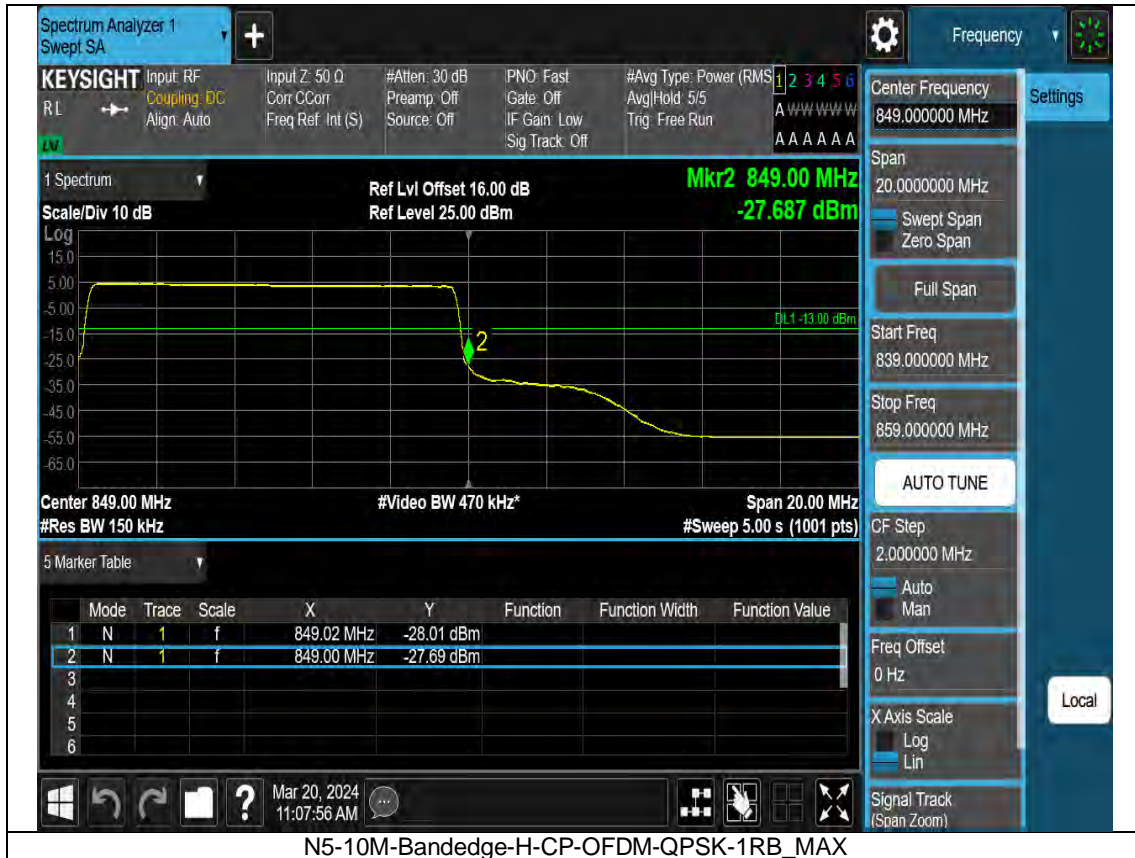 Spectrum Analyzer 1
Swept SA
+
Frequency
KEYSIGHT Input: RF
RL
Coupling: DC
Align: Auto
Input Z: 50 Ω
Corr CCorr
Freq Ref: Int (S)
#Atten: 30 dB
Preamp: Off
Source: Off
PNO: Fast
Gate: Off
IF Gain: Low
Sig Track: Off
#Avg Type: Power (RMS
Avg|Hold: 5/5
Trig: Free Run
1 2 3 4 5 6
A W W W W W
A A A A A A
1 Spectrum
Scale/Div 10 dB
Ref Lvl Offset 16.00 dB
Ref Level 25.00 dBm
Mkr2 849.00 MHz
-27.687 dBm
Log
15.0
5.00
-5.00
-15.0
-25.0
-35.0
-45.0
-55.0
-65.0
DL1 -13.00 dBm
2
Center 849.00 MHz
#Video BW 470 kHz*
Span 20.00 MHz
#Res BW 150 kHz
#Sweep 5.00 s (1001 pts)
5 Marker Table
Mode Trace Scale X Y Function Function Width Function Value
1 N 1 f 849.02 MHz -28.01 dBm
2 N 1 f 849.00 MHz -27.69 dBm
3
4
5
6
?
Mar 20, 2024
11:07:56 AM
Center Frequency
849.000000 MHz
Settings
Span
20.0000000 MHz
Swept Span
Zero Span
Full Span
Start Freq
839.000000 MHz
Stop Freq
859.000000 MHz
AUTO TUNE
CF Step
2.000000 MHz
Auto
Man
Freq Offset
0 Hz
X Axis Scale
Log
Lin
Local
Signal Track
(Span Zoom)
N5-10M-Bandedge-H-CP-OFDM-QPSK-1RB_MAX